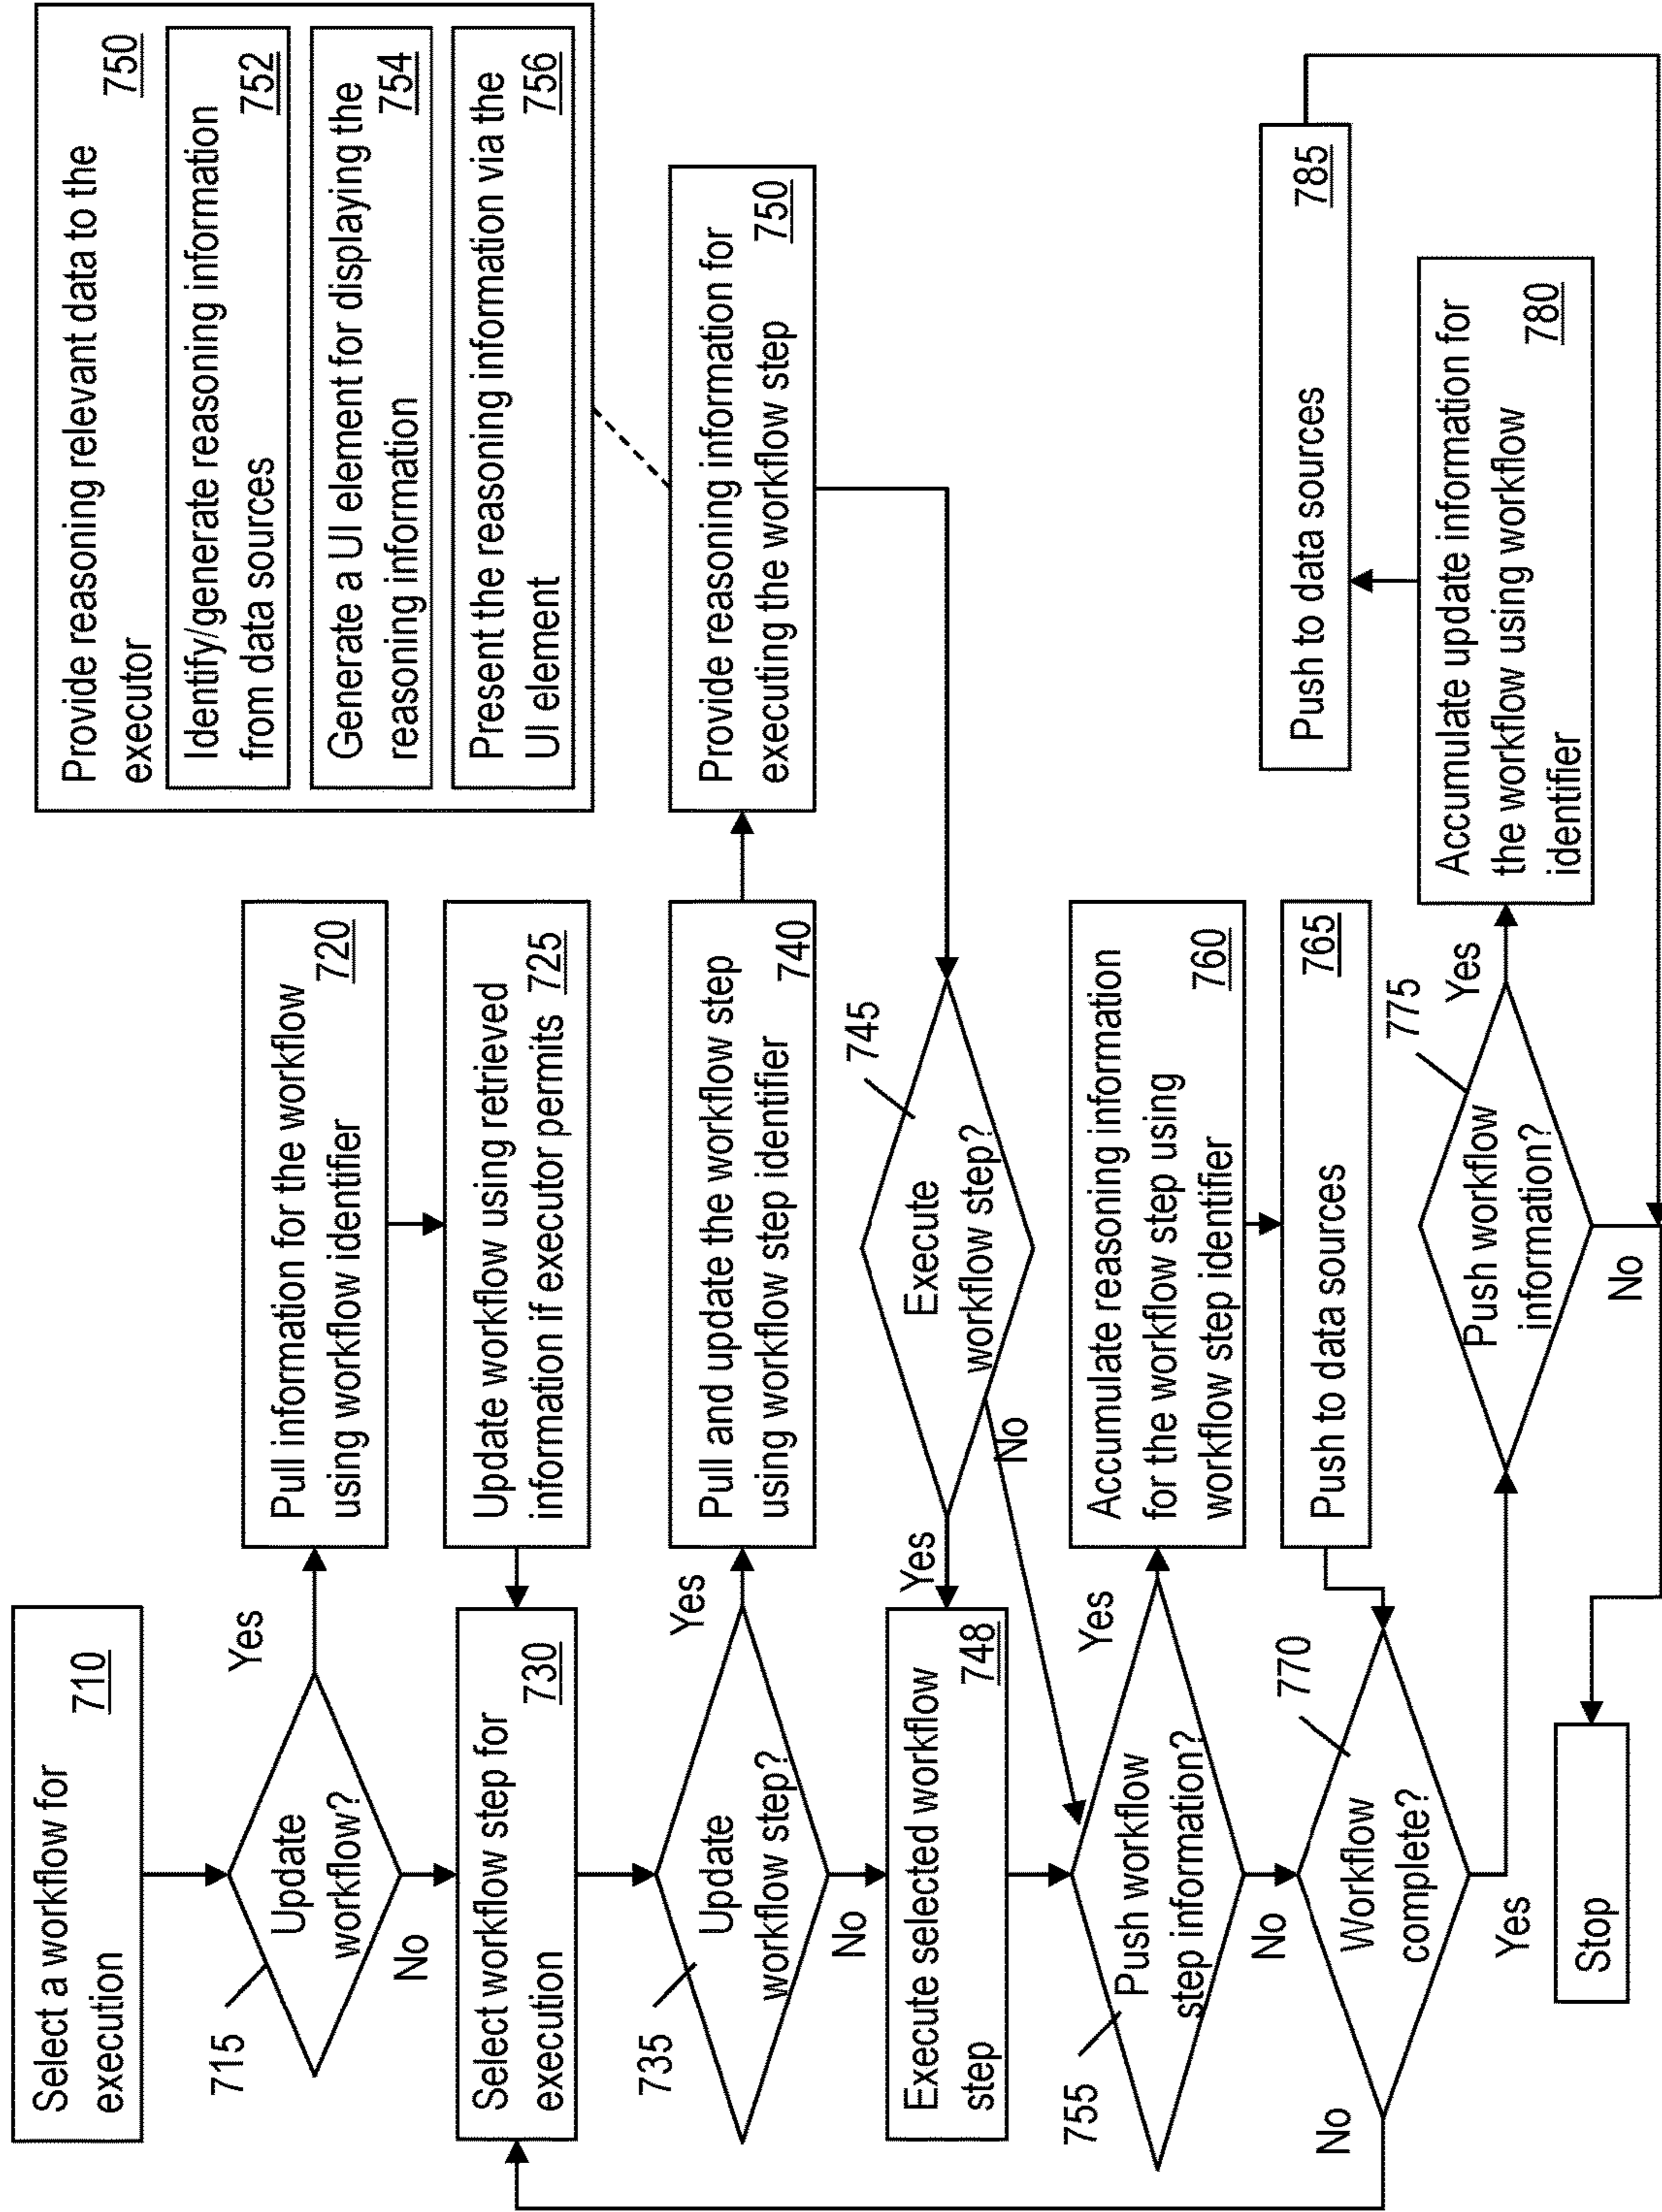 Select a workflow for
execution
710
Update
workflow?
715
Yes
No
Pull information for the workflow
using workflow identifier
720
Update workflow using retrieved
information if executor permits 725
Select workflow step for
execution
730
Update
workflow step?
735
Yes
No
Pull and update the workflow step
using workflow step identifier 740
Provide reasoning relevant data to the
executor
750
Identify/generate reasoning information
from data sources
752
Generate a UI element for displaying the
reasoning information
754
Present the reasoning information via the
UI element
756
Provide reasoning information for
executing the workflow step
750
Execute
workflow step?
745
Yes
No
Execute selected workflow
step
748
Push workflow
step information?
755
Yes
No
Accumulate reasoning information
for the workflow step using
workflow step identifier
760
Push to data sources
765
Workflow
complete?
770
No
Yes
Push workflow
information?
775
Yes
No
Accumulate update information for
the workflow using workflow
identifier
780
Push to data sources
785
Stop